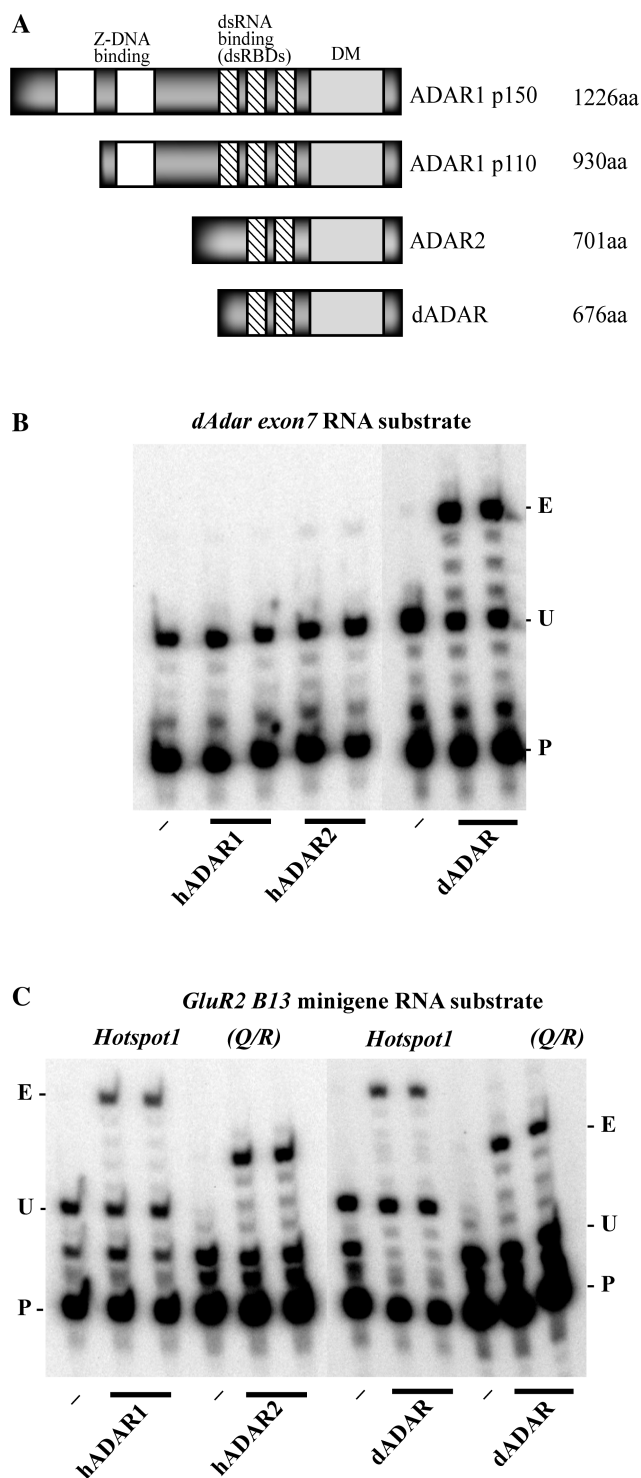 A
Z-DNA binding
dsRNA binding (dsRBDs)
DM
ADAR1 p150 1226aa
ADAR1 p110 930aa
ADAR2 701aa
dADAR 676aa
B
dAdar exon7 RNA substrate
- E
- U
- P
– hADAR1 hADAR2 – dADAR
C
GluR2 B13 minigene RNA substrate
Hotspot1 (Q/R) Hotspot1 (Q/R)
E -
U -
P -
- E
- U
- P
– hADAR1 – hADAR2 – dADAR – dADAR